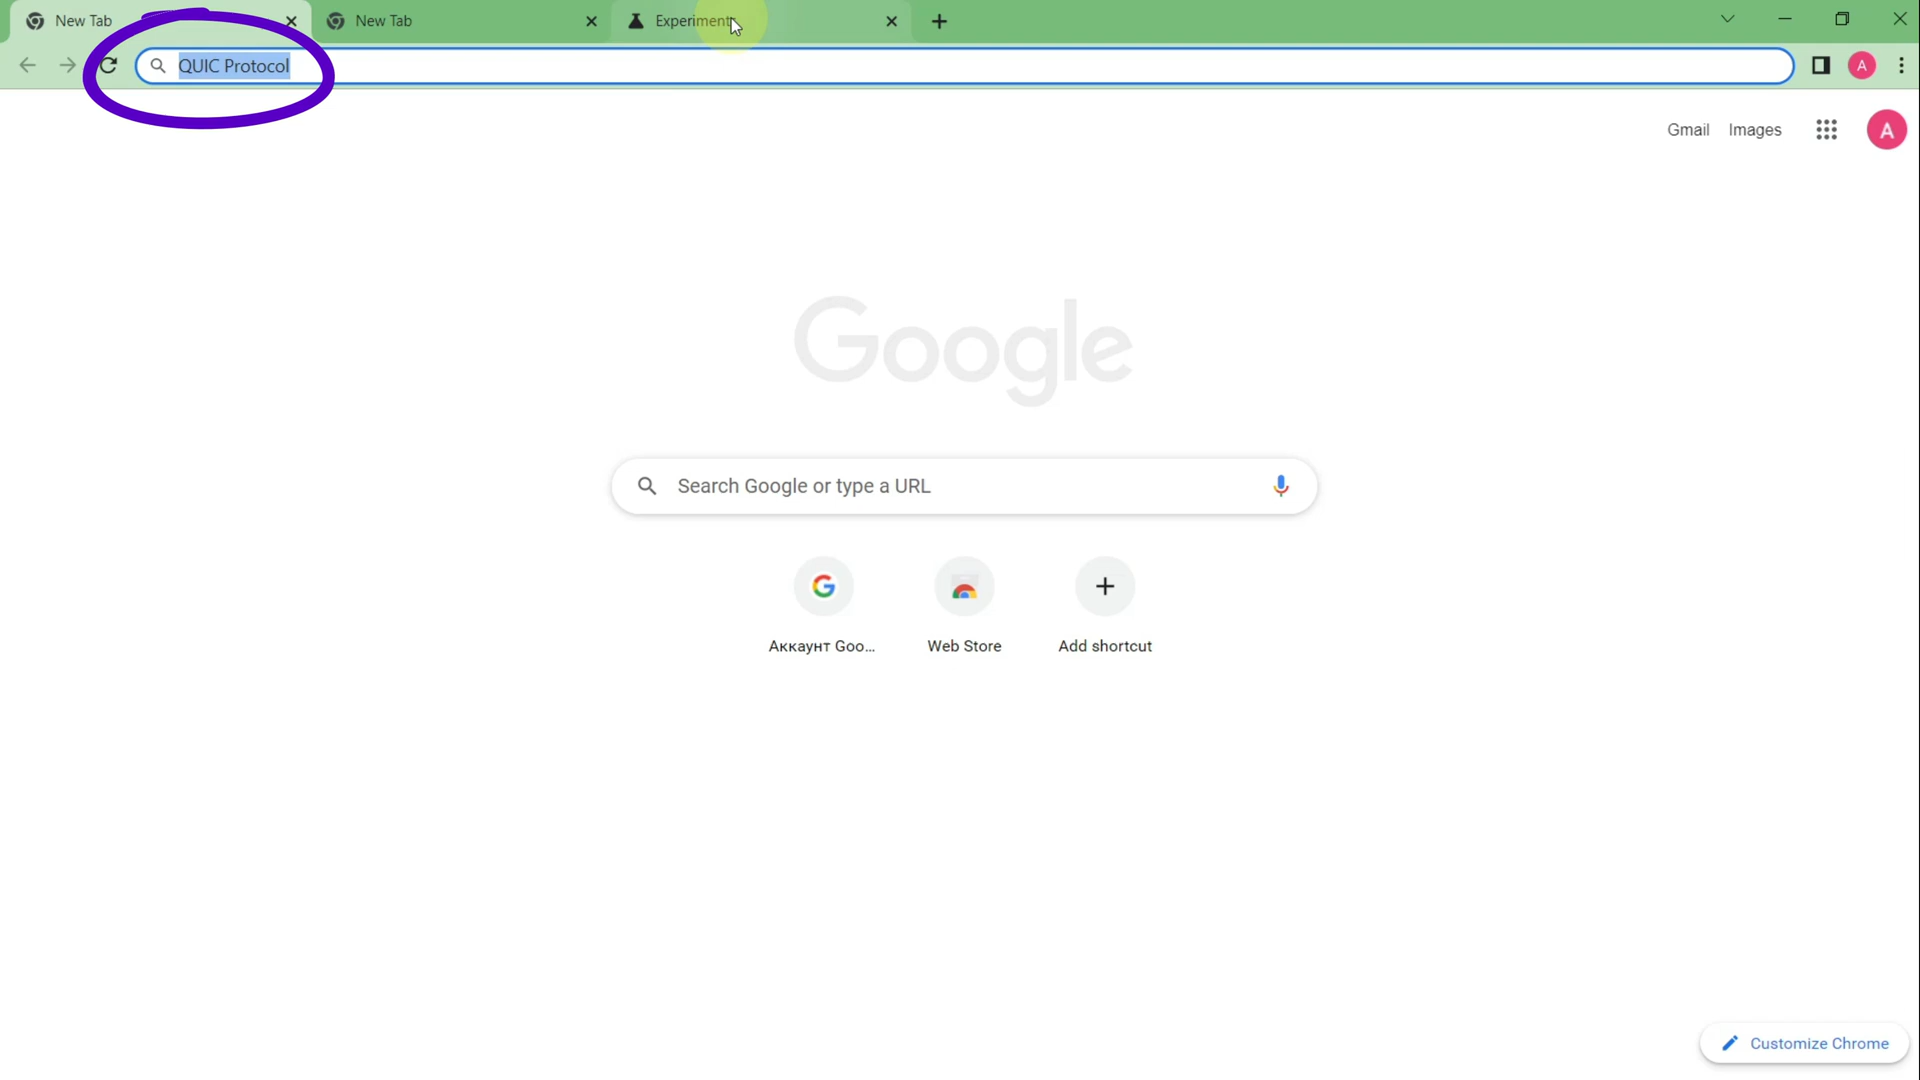 New Tab
New Tab
Experiments
QUIC Protocol
Gmail
Images
A
A
Google
Search Google or type a URL
Аккаунт Goo...
Web Store
Add shortcut
Customize Chrome